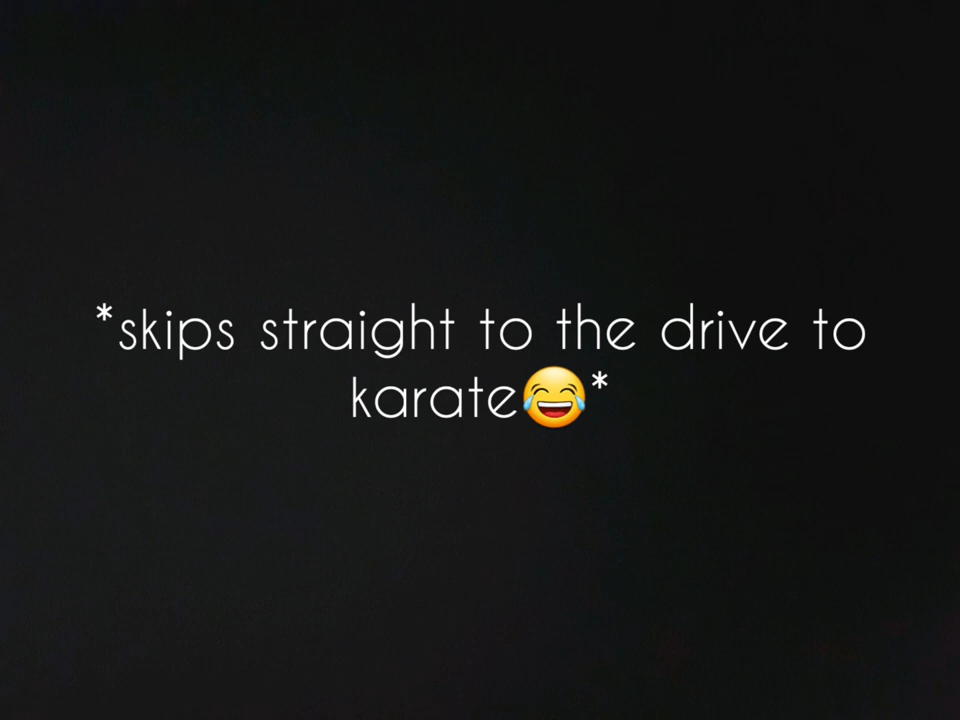 *skips straight to the drive to
karate😂*